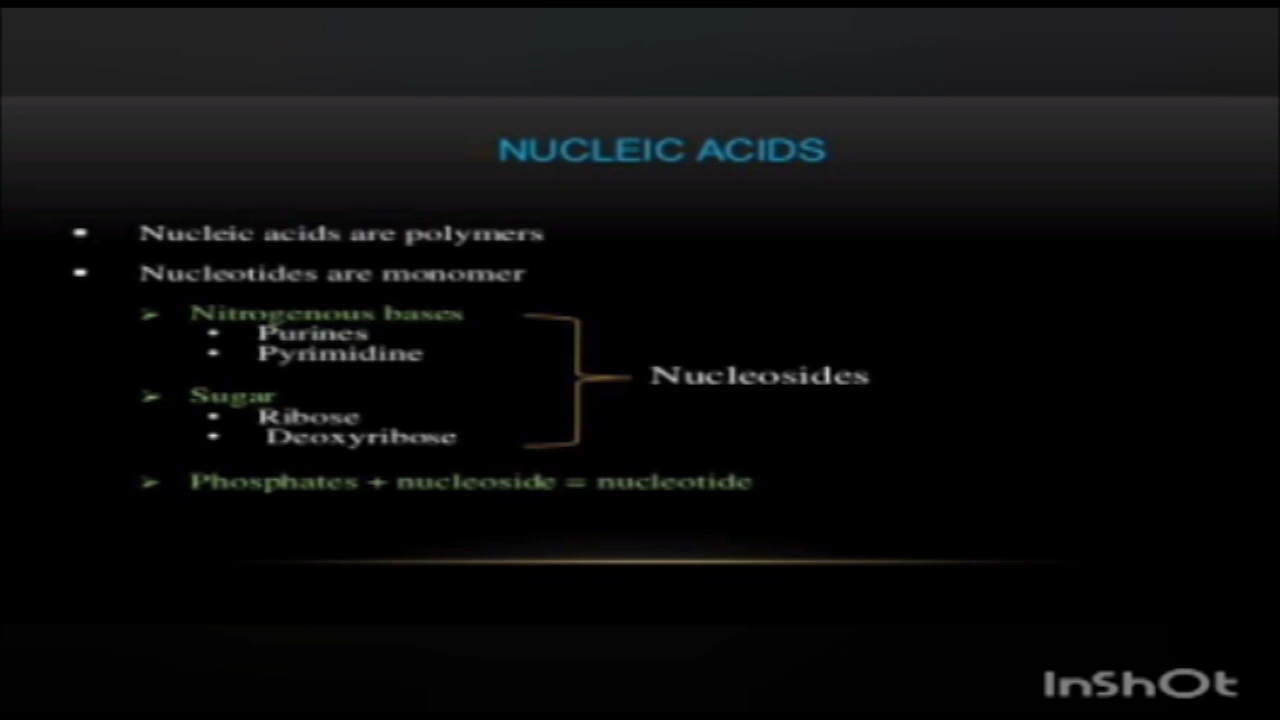 NUCLEIC ACIDS
• Nucleic acids are polymers
• Nucleotides are monomer
➢ Nitrogenous bases
• Purines
• Pyrimidine
Nucleosides
➢ Sugar
• Ribose
• Deoxyribose
➢ Phosphates + nucleoside = nucleotide
InShOt